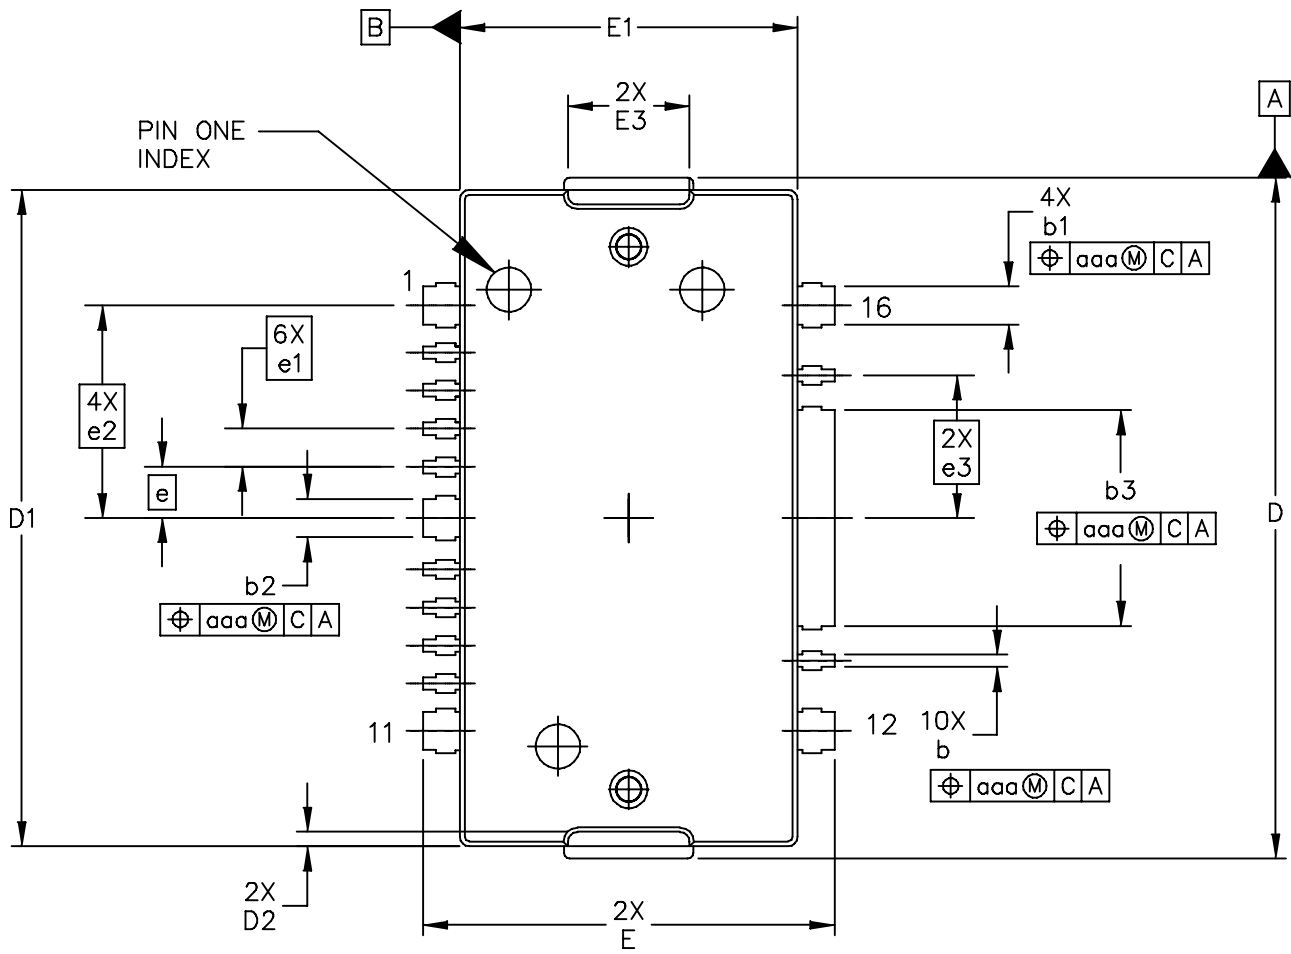 B
E1
2X
E3
A
PIN ONE
INDEX
4X
b1
⌖ aaa Ⓜ C A
1
16
6X
e1
4X
e2
2X
e3
e
b3
D1
D
⌖ aaa Ⓜ C A
b2
⌖ aaa Ⓜ C A
11
12
10X
b
⌖ aaa Ⓜ C A
2X
D2
2X
E